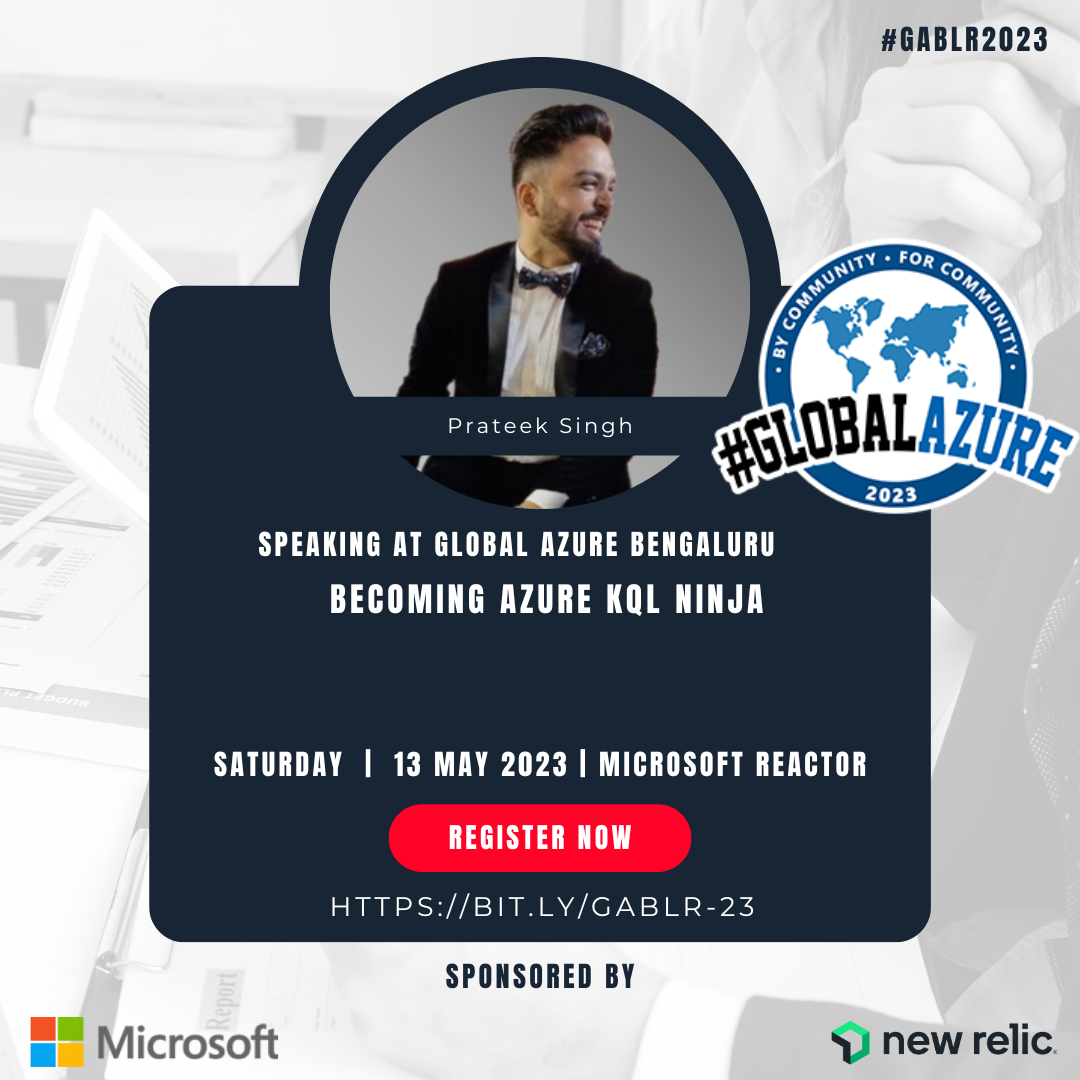 #GABLR2023
• BY COMMUNITY • FOR COMMUNITY •
#GLOBALAZURE
2023
Prateek Singh
SPEAKING AT GLOBAL AZURE BENGALURU
BECOMING AZURE KQL NINJA
SATURDAY | 13 MAY 2023 | MICROSOFT REACTOR
REGISTER NOW
HTTPS://BIT.LY/GABLR-23
SPONSORED BY
Report
Microsoft
new relic